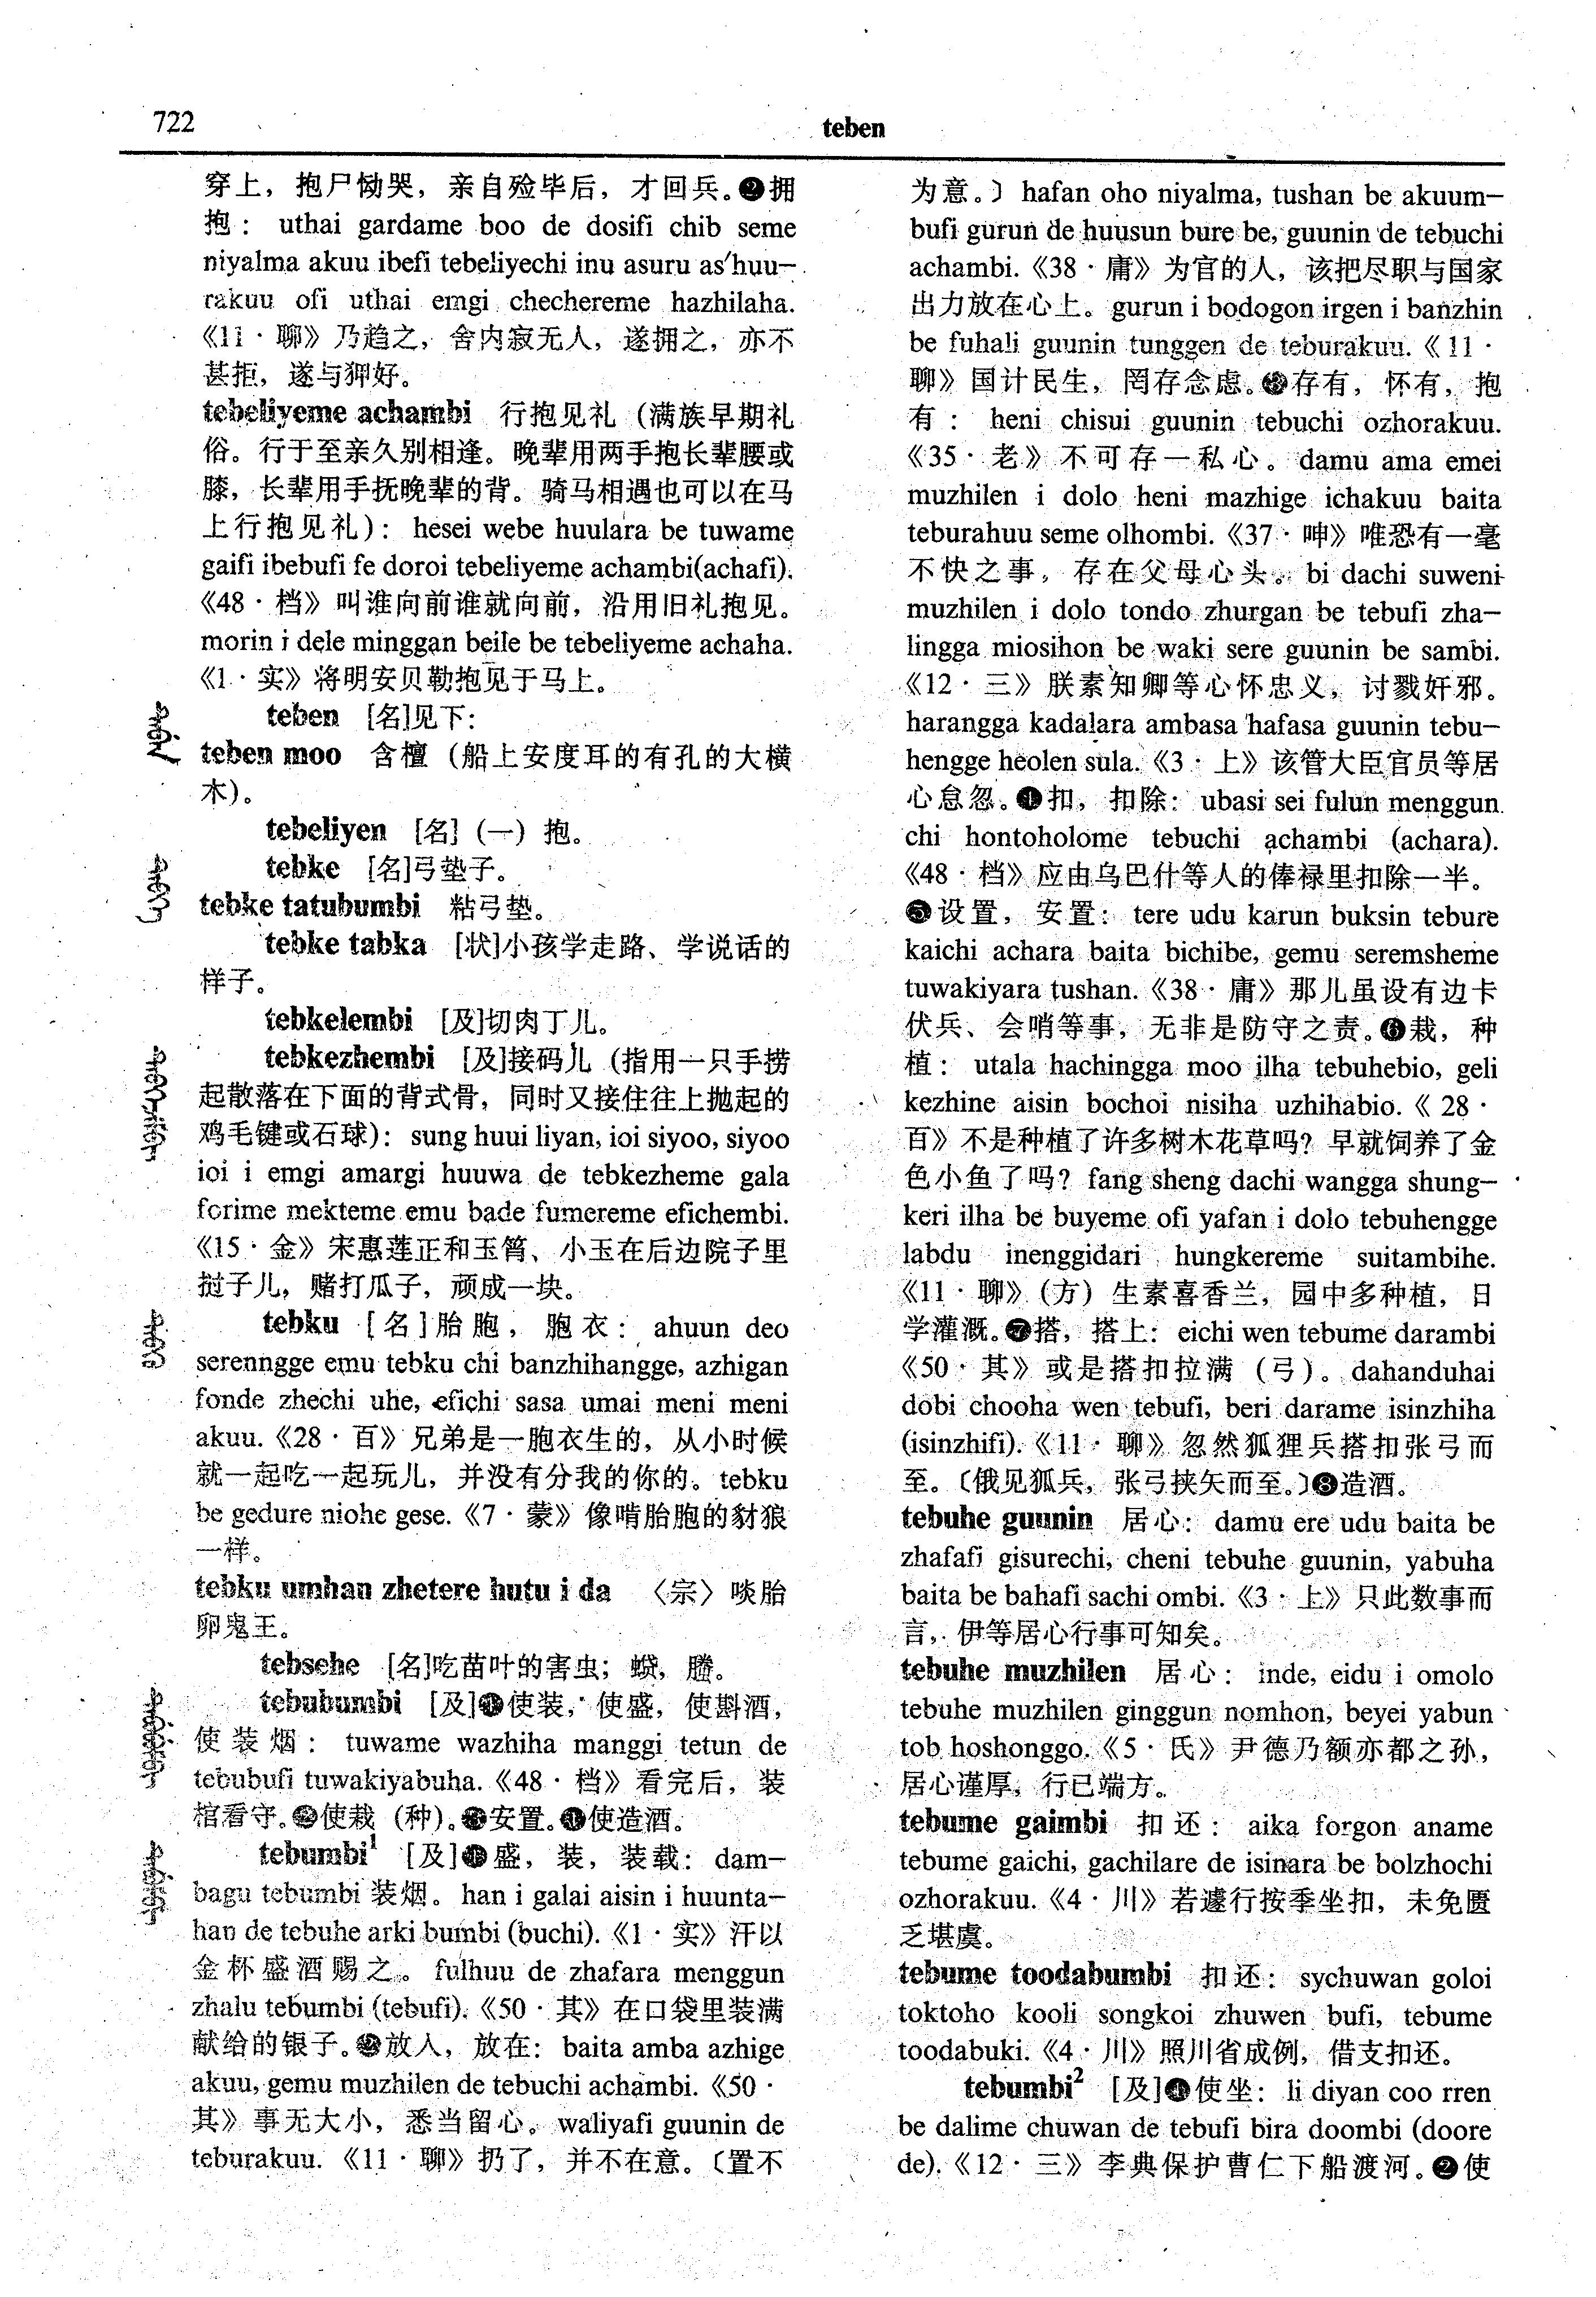 722
teben
穿上，抱尸恸哭，亲自殓毕后，才回兵。❷拥
抱： uthai gardame boo de dosifi chib seme
niyalma akuu ibefi tebeliyechi inu asuru as'huu-
rakuu ofi uthai emgi chechereme hazhilaha.
《11·聊》乃趋之，舍内寂无人，遂拥之，亦不
甚拒，遂与狎好。
tebeliyeme achambi 行抱见礼（满族早期礼
俗。行于至亲久别相逢。晚辈用两手抱长辈腰或
膝，长辈用手抚晚辈的背。骑马相遇也可以在马
上行抱见礼）： hesei webe huulara be tuwame
gaifi ibebufi fe doroi tebeliyeme achambi(achafi).
《48·档》叫谁向前谁就向前，沿用旧礼抱见。
morin i dele minggan beile be tebeliyeme achaha.
《1·实》将明安贝勒抱见于马上。
teben [名]见下：
teben moo 含檀（船上安度耳的有孔的大横
木）。
tebeliyen [名]（一）抱。
tebke [名]弓垫子。
tebke tatubumbi 粘弓垫。
tebke tabka [状]小孩学走路、学说话的
样子。
tebkelembi [及]切肉丁儿。
tebkezhembi [及]接码儿（指用一只手捞
起散落在下面的背式骨，同时又接住往上抛起的
鸡毛键或石球）： sung huui liyan, ioi siyoo, siyoo
ioi i emgi amargi huuwa de tebkezheme gala
forime mekteme emu bade fumereme efichembi.
《15·金》宋惠莲正和玉筲、小玉在后边院子里
挝子儿，赌打瓜子，顽成一块。
tebku [名]胎胞，胞衣： ahuun deo
serenngge emu tebku chi banzhihangge, azhigan
fonde zhechi uhe, efichi sasa umai meni meni
akuu.《28·百》兄弟是一胞衣生的，从小时候
就一起吃一起玩儿，并没有分我的你的。tebku
be gedure niohe gese.《7·蒙》像啃胎胞的豺狼
一样。
tebku umhan zhetere hutu i da 〈宗〉啖胎
卵鬼王。
tebsehe [名]吃苗叶的害虫；蟘，螣。
tebubumbi [及]❶使装，使盛，使斟酒，
使装烟： tuwame wazhiha manggi tetun de
tebubufi tuwakiyabuha.《48·档》看完后，装
棺看守。❷使栽（种）。❸安置。❹使造酒。
tebumbi¹ [及]❶盛，装，装载： dam-
bagu tebumbi 装烟。han i galai aisin i huunta-
han de tebuhe arki bumbi (buchi).《1·实》汗以
金杯盛酒赐之。 fulhuu de zhafara menggun
zhalu tebumbi (tebufi).《50·其》在口袋里装满
献给的银子。❷放人，放在： baita amba azhige
akuu, gemu muzhilen de tebuchi achambi.《50·
其》事无大小，悉当留心。waliyafi guunin de
teburakuu.《11·聊》扔了，并不在意。〔置不
为意。〕 hafan oho niyalma, tushan be akuum-
bufi gurun de huusun bure be, guunin de tebuchi
achambi.《38·庸》为官的人，该把尽职与国家
出力放在心上。gurun i bodogon irgen i banzhin
be fuhali guunin tunggen de teburakuu.《11·
聊》国计民生，罔存念虑。❸存有，怀有，抱
有： heni chisui guunin tebuchi ozhorakuu.
《35·老》不可存一私心。damu ama emei
muzhilen i dolo heni mazhige ichakuu baita
teburahuu seme olhombi.《37·呻》唯恐有一毫
不快之事，存在父母心头。bi dachi suweni
muzhilen i dolo tondo zhurgan be tebufi zha-
lingga miosihon be waki sere guunin be sambi.
《12·三》朕素知卿等心怀忠义，讨戮奸邪。
harangga kadalara ambasa hafasa guunin tebu-
hengge heolen sula.《3·上》该管大臣官员等居
心怠忽。❹扣，扣除： ubasi sei fulun menggun
chi hontoholome tebuchi achambi (achara).
《48·档》应由乌巴什等人的俸禄里扣除一半。
❺设置，安置： tere udu karun buksin tebure
kaichi achara baita bichibe, gemu seremsheme
tuwakiyara tushan.《38·庸》那儿虽设有边卡
伏兵、会哨等事，无非是防守之责。❻栽，种
植： utala hachingga moo ilha tebuhebio, geli
kezhine aisin bochoi nisiha uzhihabio.《28·
百》不是种植了许多树木花草吗？早就饲养了金
色小鱼了吗？fang sheng dachi wangga shung-
keri ilha be buyeme ofi yafan i dolo tebuhengge
labdu inenggidari hungkereme suitambihe.
《11·聊》（方）生素喜香兰，园中多种植，日
学灌溉。❼搭，搭上： eichi wen tebume darambi
《50·其》或是搭扣拉满（弓）。dahanduhai
dobi chooha wen tebufi, beri darame isinzhiha
(isinzhifi).《11·聊》忽然狐狸兵搭扣张弓而
至。〔俄见狐兵，张弓挟矢而至。〕❽造酒。
tebuhe guunin 居心： damu ere udu baita be
zhafafi gisurechi, cheni tebuhe guunin, yabuha
baita be bahafi sachi ombi.《3·上》只此数事而
言，伊等居心行事可知矣。
tebuhe muzhilen 居心： inde, eidu i omolo
tebuhe muzhilen ginggun nomhon, beyei yabun
tob hoshonggo.《5·氏》尹德乃额亦都之孙，
居心谨厚，行已端方。
tebume gaimbi 扣还： aika forgon aname
tebume gaichi, gachilare de isinara be bolzhochi
ozhorakuu.《4·川》若遽行按季坐扣，未免匮
乏堪虞。
tebume toodabumbi 扣还： sychuwan goloi
toktoho kooli songkoi zhuwen bufi, tebume
toodabuki.《4·川》照川省成例，借支扣还。
tebumbi² [及]❶使坐： li diyan coo rren
be dalime chuwan de tebufi bira doombi (doore
de).《12·三》李典保护曹仁下船渡河。❷使